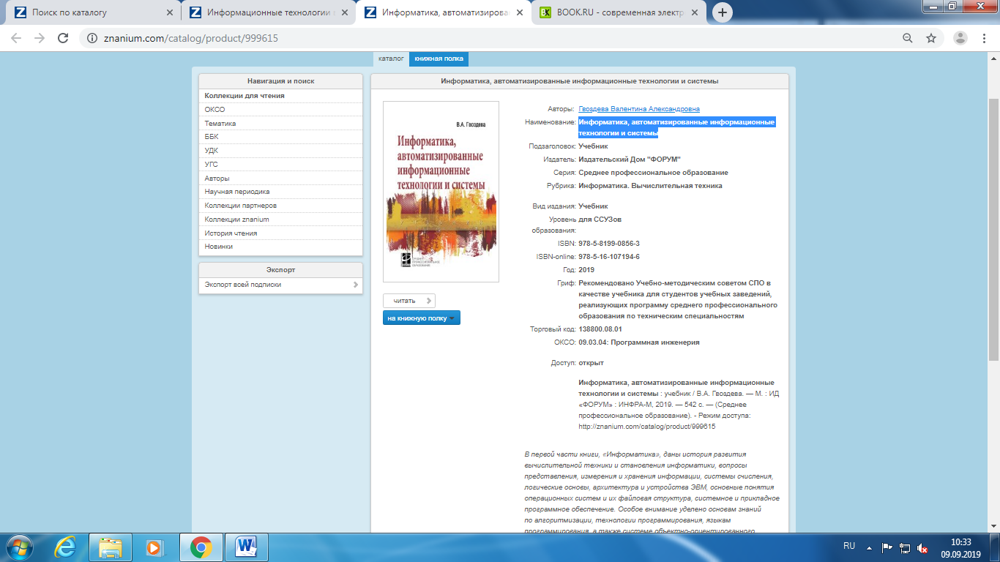 Поиск по каталогу
Информационные технологии в
Информатика, автоматизирова
BOOK.RU - современная электр
znanium.com/catalog/product/999615
каталог
книжная полка
Навигация и поиск
Коллекции для чтения
ОКСО
Тематика
ББК
УДК
УГС
Авторы
Научная периодика
Коллекции партнеров
Коллекции znanium
История чтения
Новинки
Экспорт
Экспорт всей подписки
Информатика, автоматизированные информационные технологии и системы
В.А. Гвоздева
Информатика,
автоматизированные
информационные
технологии и системы
СРЕДНЕЕ
ПРОФЕССИОНАЛЬНОЕ
ОБРАЗОВАНИЕ
читать
на книжную полку
Авторы: Гвоздева Валентина Александровна
Наименование: Информатика, автоматизированные информационные
технологии и системы
Подзаголовок: Учебник
Издатель: Издательский Дом "ФОРУМ"
Серия: Среднее профессиональное образование
Рубрика: Информатика. Вычислительная техника
Вид издания: Учебник
Уровень для ССУЗов
образования:
ISBN: 978-5-8199-0856-3
ISBN-online: 978-5-16-107194-6
Год: 2019
Гриф: Рекомендовано Учебно-методическим советом СПО в
качестве учебника для студентов учебных заведений,
реализующих программу среднего профессионального
образования по техническим специальностям
Торговый код: 138800.08.01
ОКСО: 09.03.04: Программная инженерия
Доступ: открыт
Информатика, автоматизированные информационные
технологии и системы : учебник / В.А. Гвоздева. — М. : ИД
«ФОРУМ» : ИНФРА-М, 2019. — 542 с. — (Среднее
профессиональное образование). - Режим доступа:
http://znanium.com/catalog/product/999615
В первой части книги, «Информатика», даны история развития
вычислительной техники и становления информатики, вопросы
представления, измерения и хранения информации, системы счисления,
логические основы, архитектура и устройства ЭВМ, основные понятия
операционных систем и их файловая структура, системное и прикладное
программное обеспечение. Особое внимание уделено основам знаний
по алгоритмизации, технологии программирования, языкам
программирования, а также системе объектно-ориентированного
RU
10:33
09.09.2019